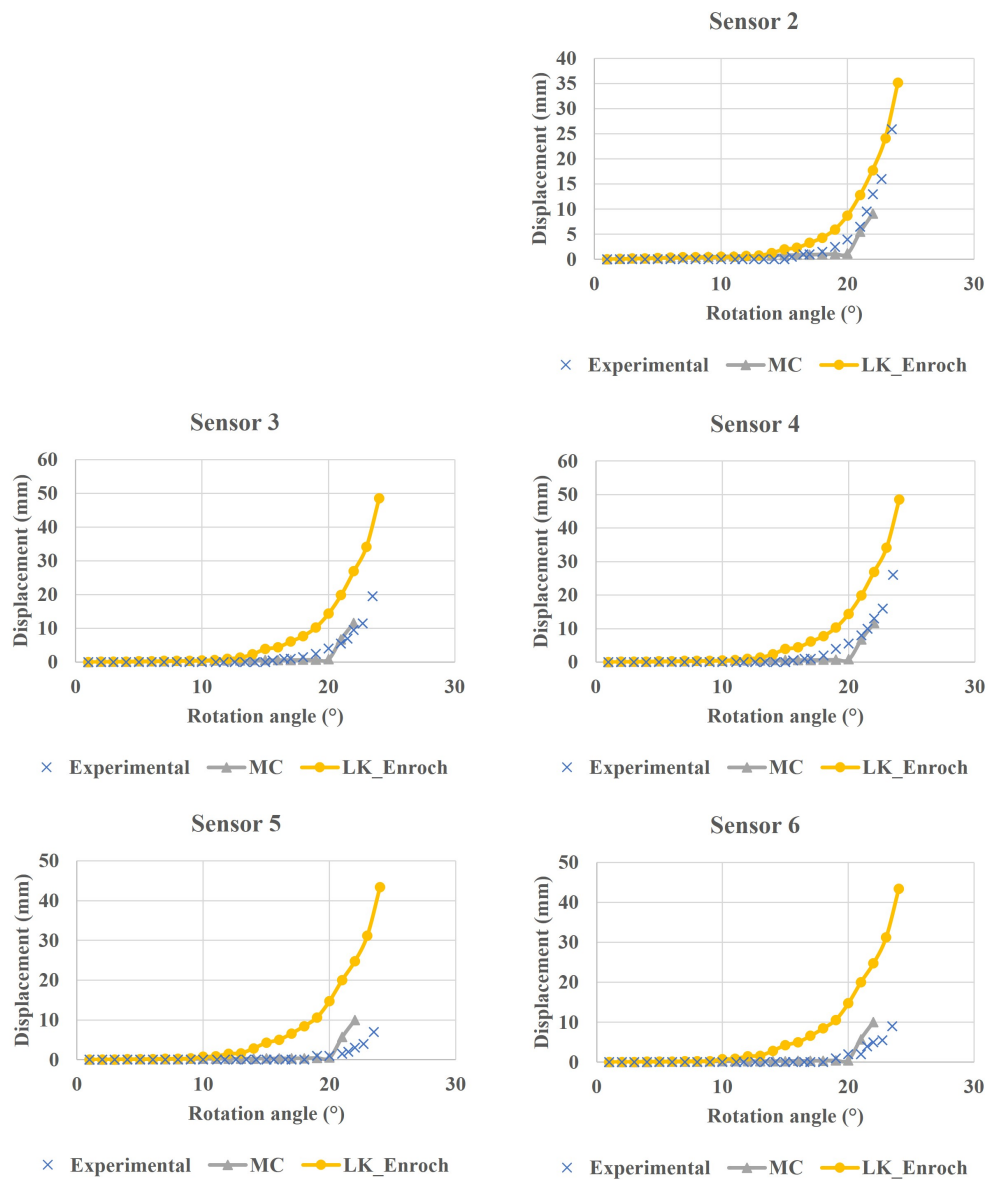 Sensor 2
40
35
30
25
20
15
10
5
0
Displacement (mm)
0 10 20 30
Rotation angle (°)
Experimental MC LK_Enroch
Sensor 3
60
50
40
30
20
10
0
Displacement (mm)
0 10 20 30
Rotation angle (°)
Experimental MC LK_Enroch
Sensor 4
60
50
40
30
20
10
0
Displacement (mm)
0 10 20 30
Rotation angle (°)
Experimental MC LK_Enroch
Sensor 5
50
40
30
20
10
0
Displacement (mm)
0 10 20 30
Rotation angle (°)
Experimental MC LK_Enroch
Sensor 6
50
40
30
20
10
0
Displacement (mm)
0 10 20 30
Rotation angle (°)
Experimental MC LK_Enroch